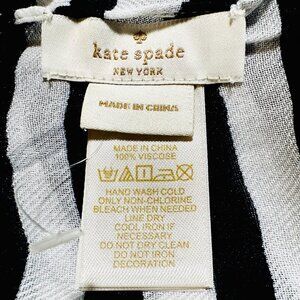 kate spade
NEW YORK
MADE IN CHINA
MADE IN CHINA
100% VISCOSE
HAND WASH COLD
ONLY NON-CHLORINE
BLEACH WHEN NEEDED
LINE DRY
COOL IRON IF
NECESSARY
DO NOT DRY CLEAN
DO NOT IRON
DECORATION